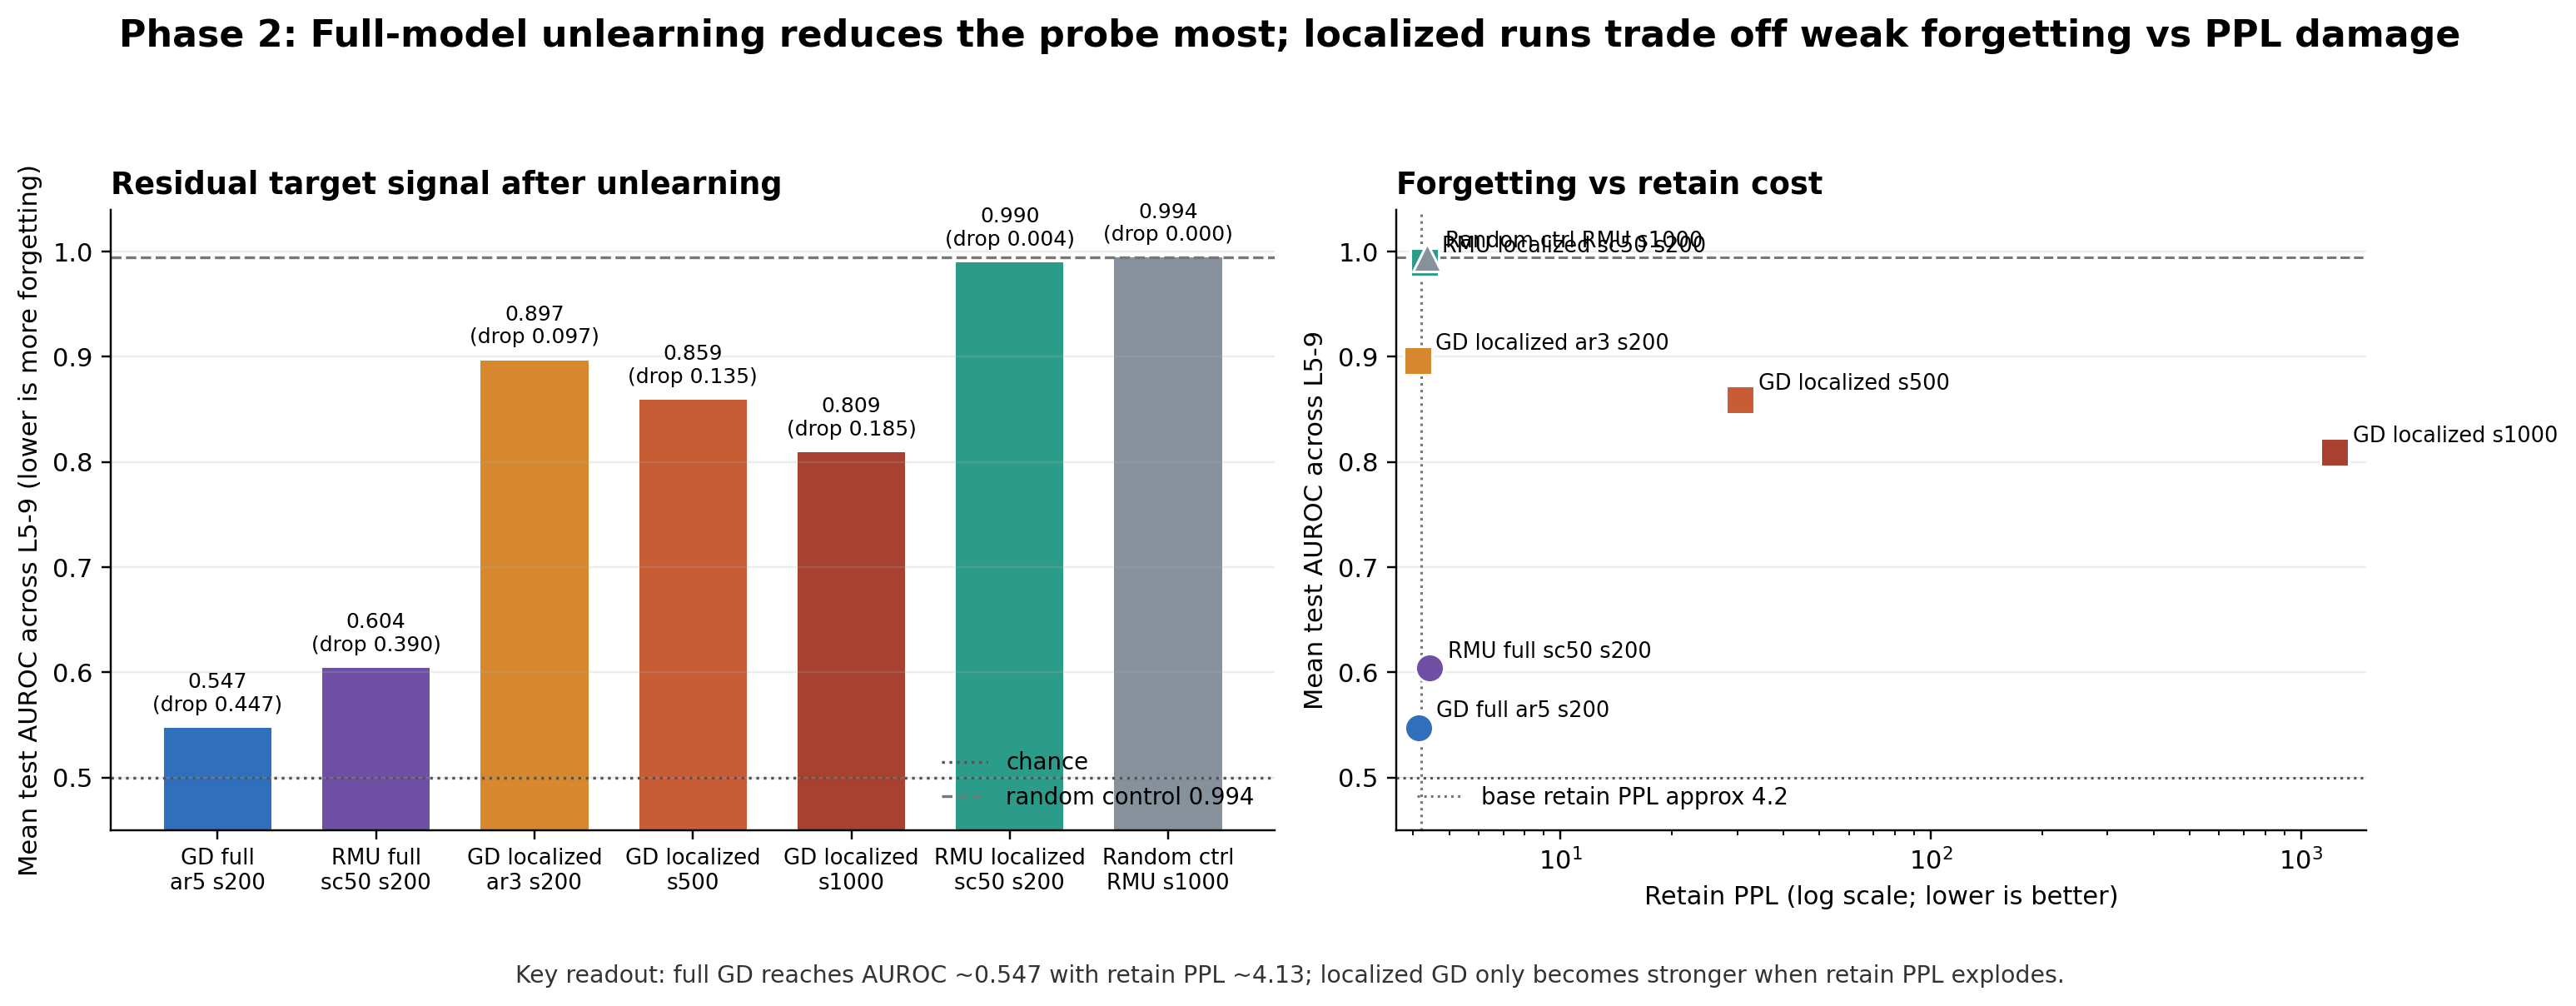 Phase 2: Full-model unlearning reduces the probe most; localized runs trade off weak forgetting vs PPL damage
Residual target signal after unlearning
Mean test AUROC across L5-9 (lower is more forgetting)
1.0
0.9
0.8
0.7
0.6
0.5
0.547
(drop 0.447)
0.604
(drop 0.390)
0.897
(drop 0.097)
0.859
(drop 0.135)
0.809
(drop 0.185)
0.990
(drop 0.004)
0.994
(drop 0.000)
chance
random control 0.994
GD full
ar5 s200
RMU full
sc50 s200
GD localized
ar3 s200
GD localized
s500
GD localized
s1000
RMU localized
sc50 s200
Random ctrl
RMU s1000
Forgetting vs retain cost
Mean test AUROC across L5-9
1.0
0.9
0.8
0.7
0.6
0.5
Random ctrl RMU s1000
RMU localized sc50 s200
GD localized ar3 s200
GD localized s500
GD localized s1000
RMU full sc50 s200
GD full ar5 s200
base retain PPL approx 4.2
10¹
10²
10³
Retain PPL (log scale; lower is better)
Key readout: full GD reaches AUROC ~0.547 with retain PPL ~4.13; localized GD only becomes stronger when retain PPL explodes.